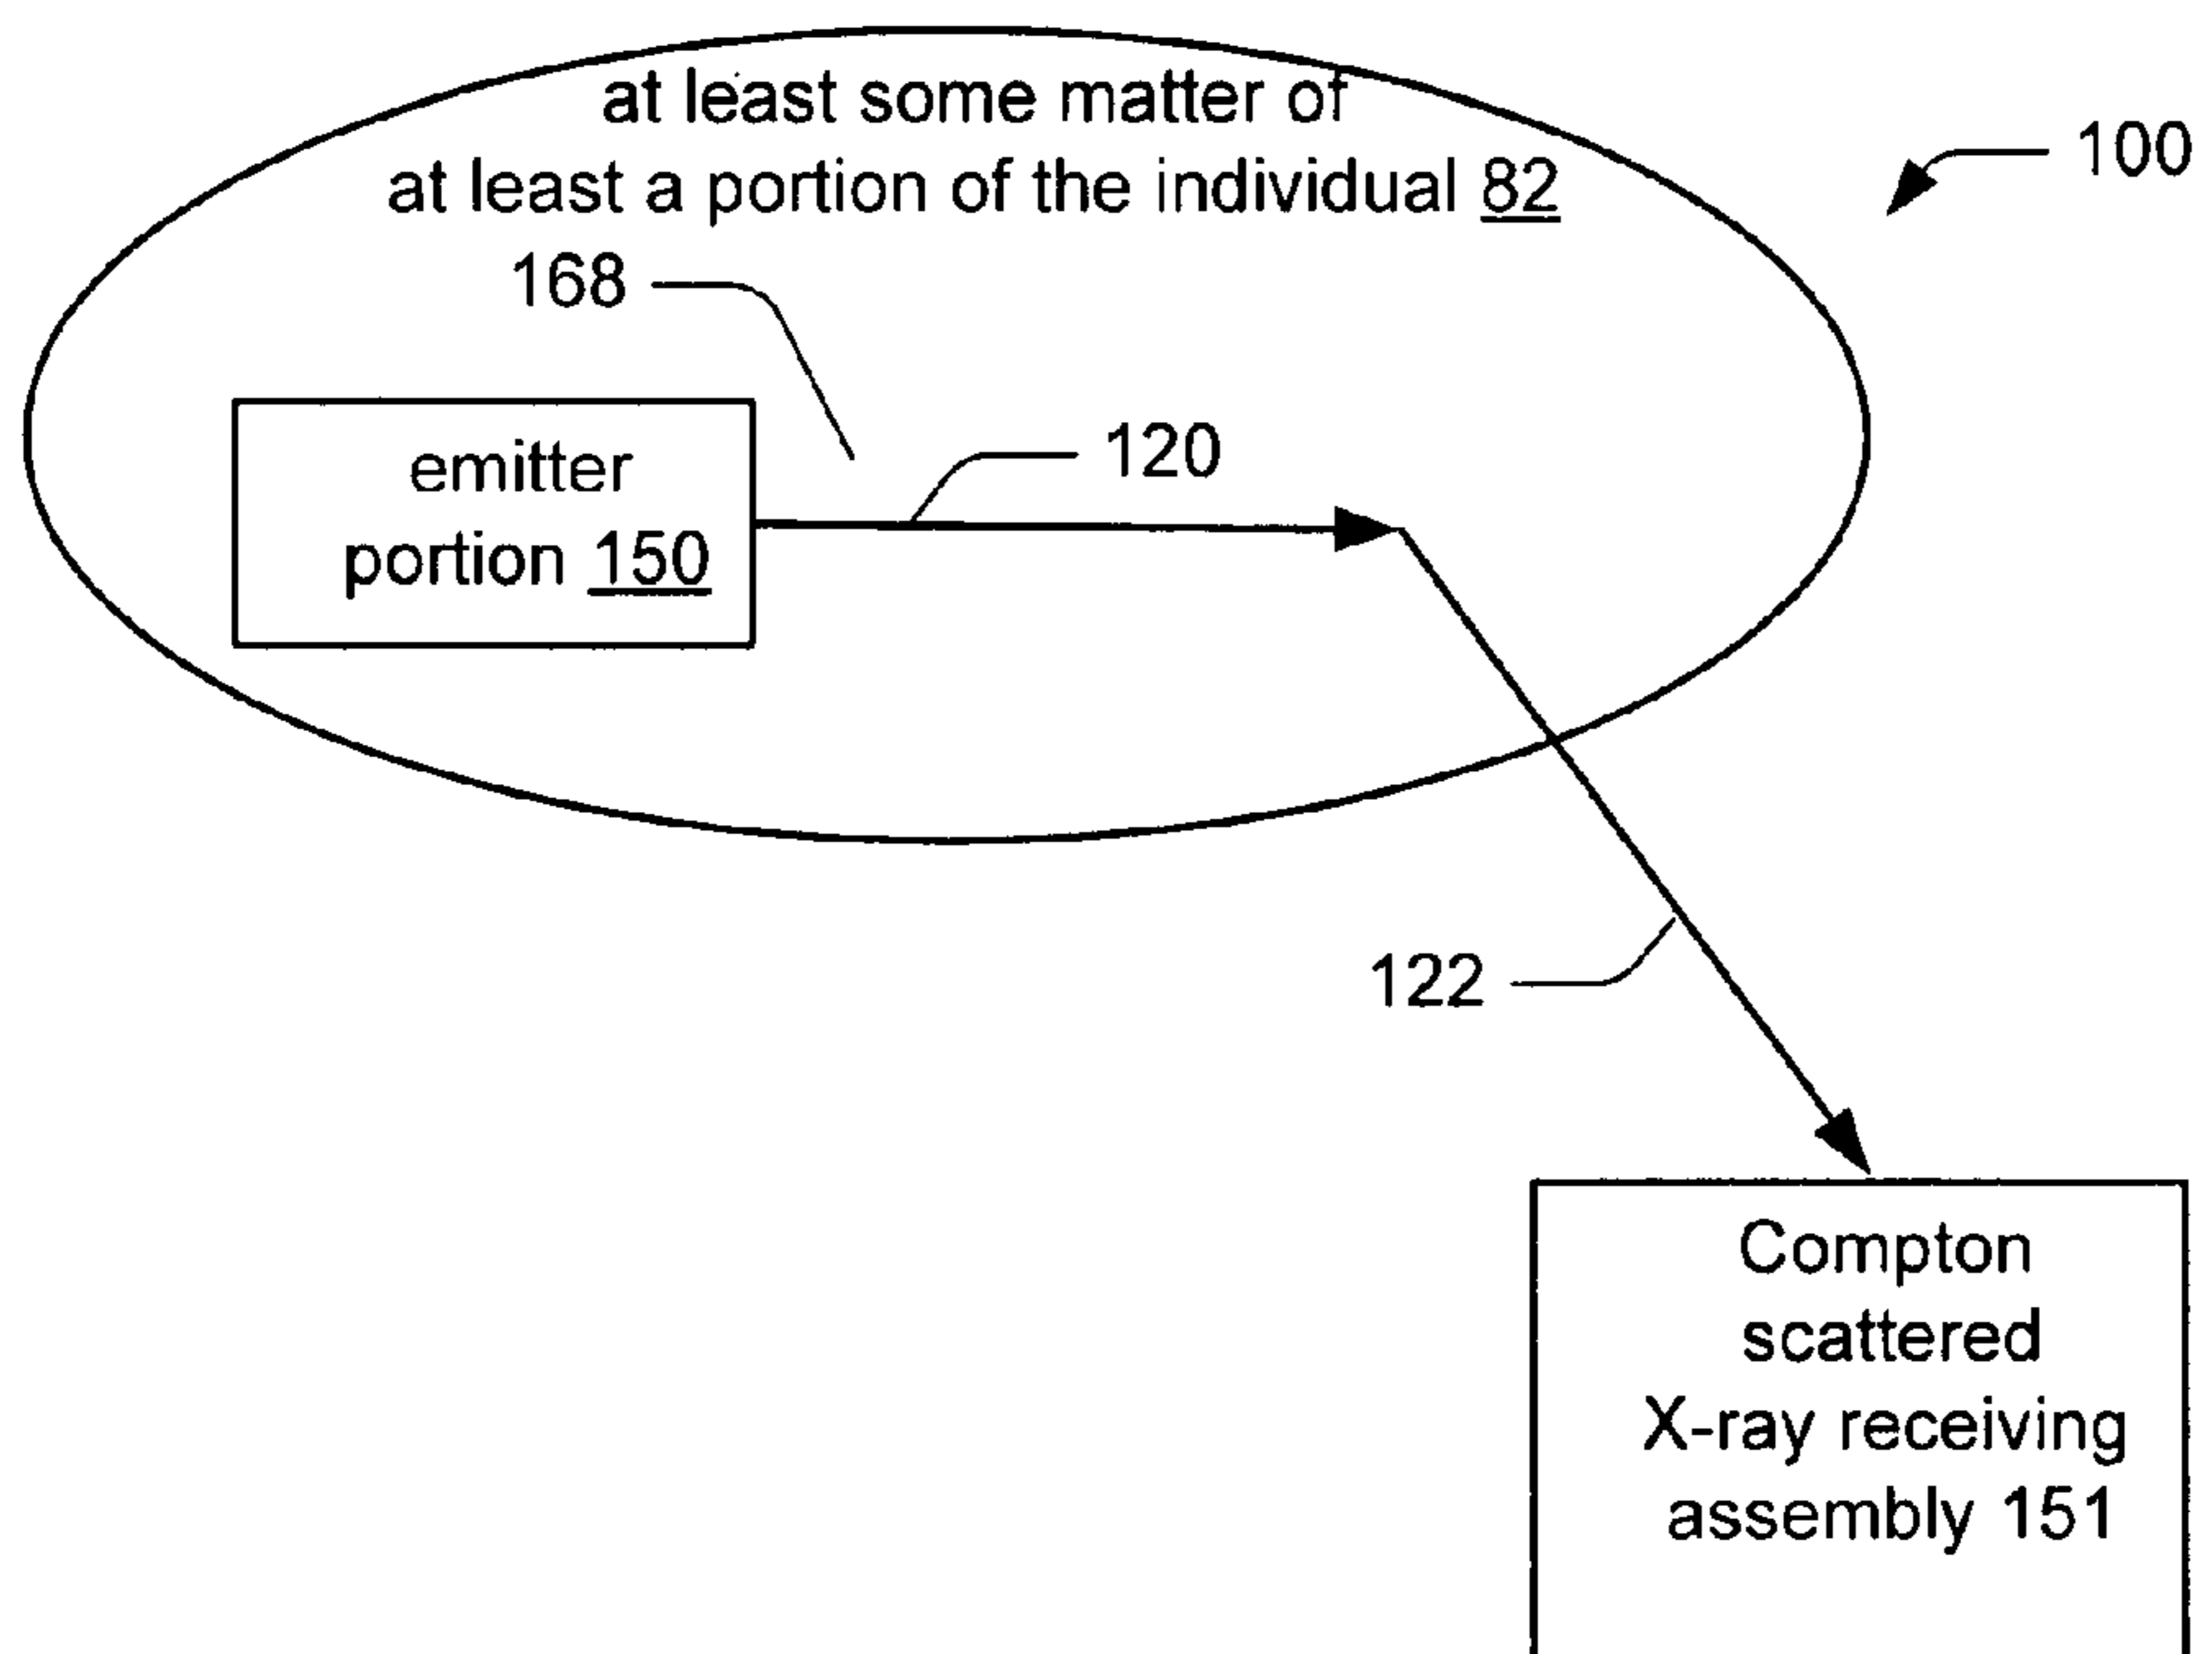 at least some matter of
at least a portion of the individual 82
100
168
120
emitter
portion 150
122
Compton
scattered
X-ray receiving
assembly 151